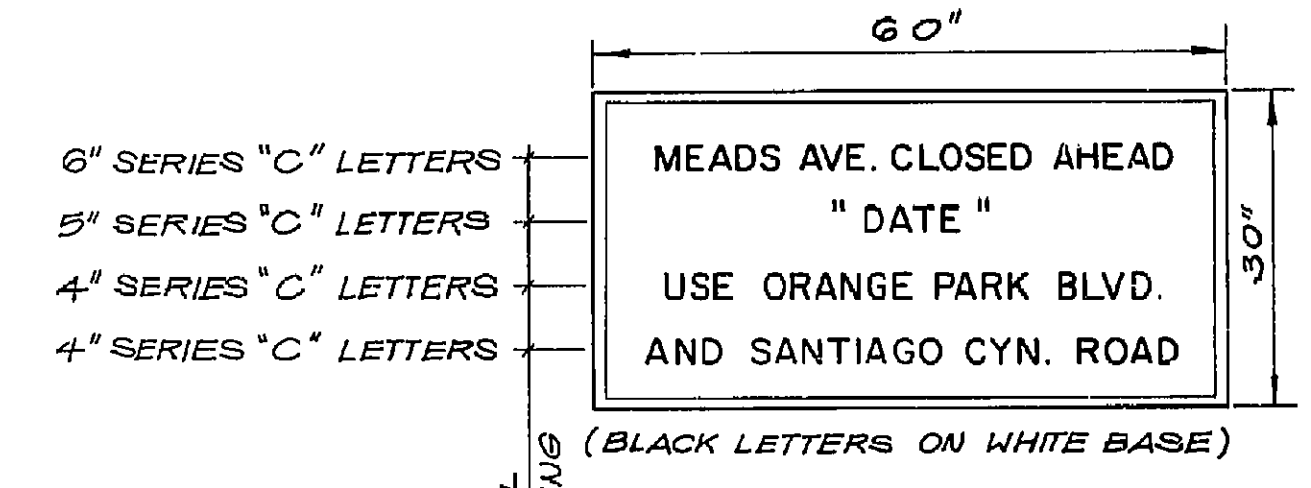 60"
6" SERIES "C" LETTERS
MEADS AVE. CLOSED AHEAD
5" SERIES "C" LETTERS
" DATE "
4" SERIES "C" LETTERS
USE ORANGE PARK BLVD.
4" SERIES "C" LETTERS
AND SANTIAGO CYN. ROAD
30"
(BLACK LETTERS ON WHITE BASE)